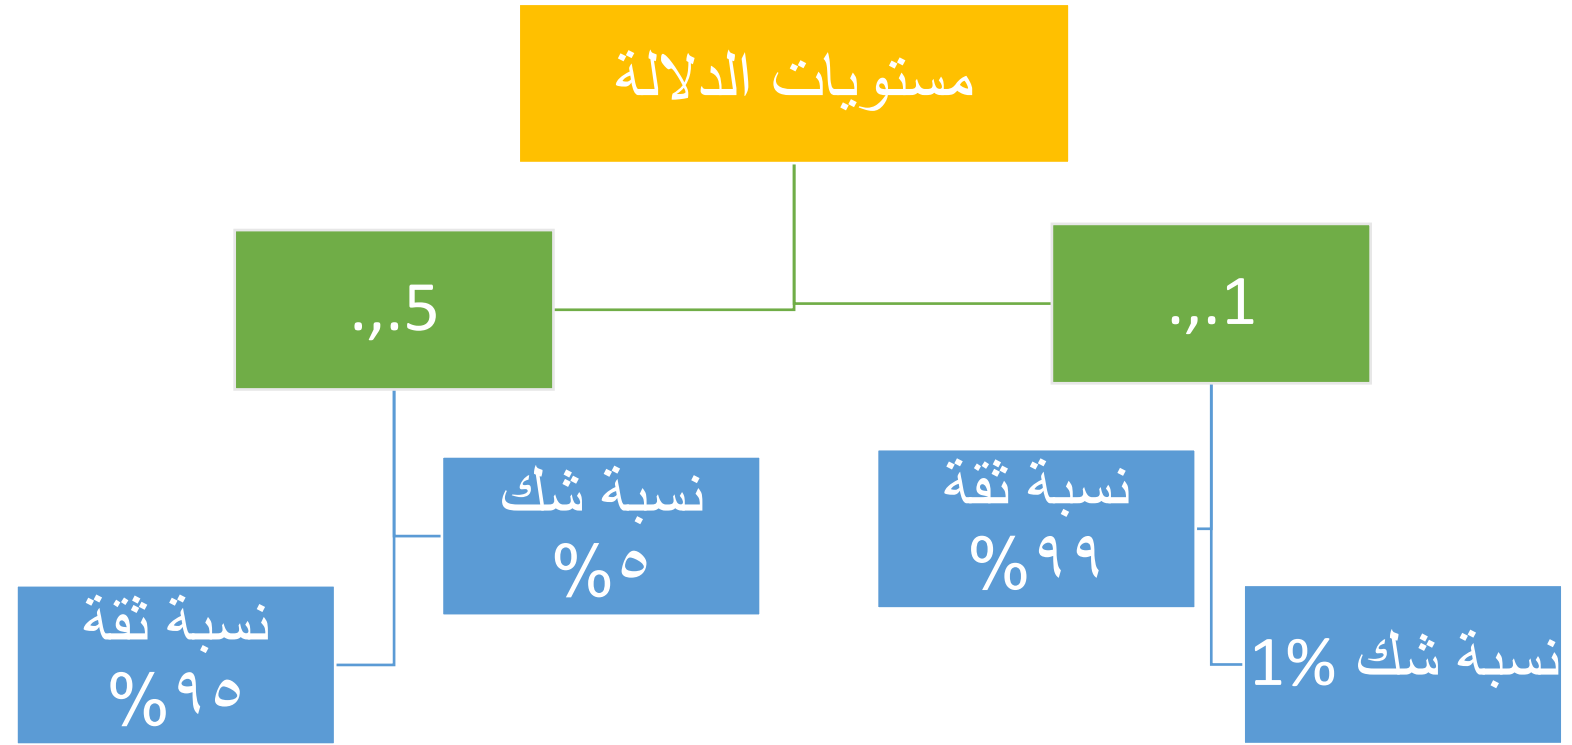 مستويات الدلالة
.,.1
.,.5
نسبة ثقة
٩٩%
نسبة شك 1%
نسبة شك
٥%
نسبة ثقة
٩٥%